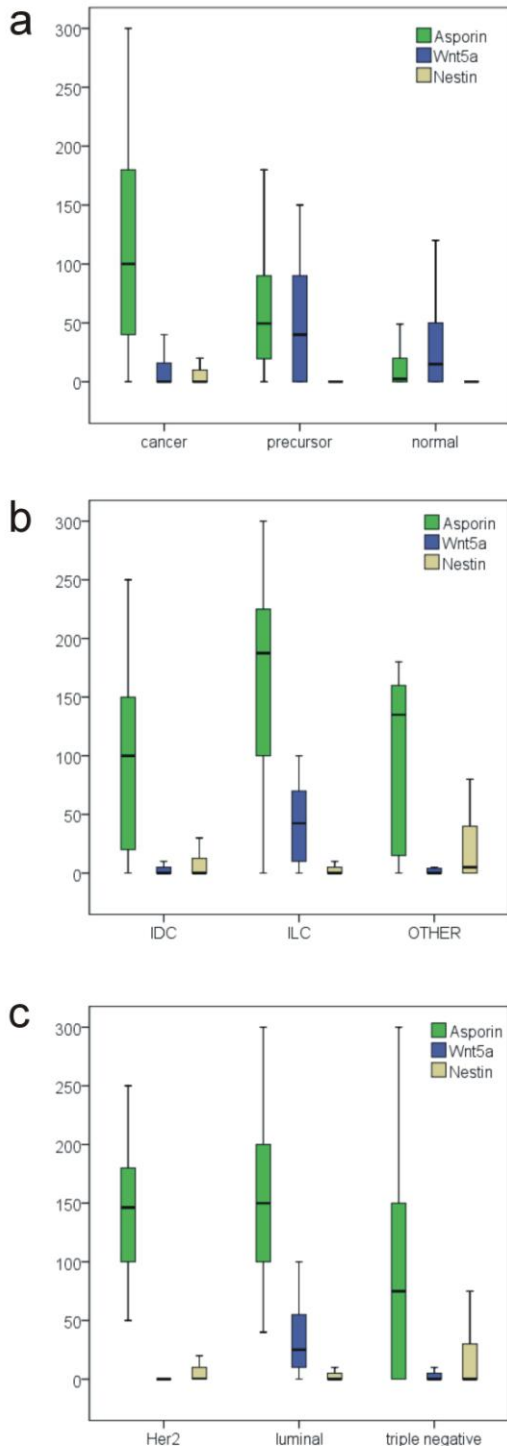 a
300
250
200
150
100
50
0
Asporin
Wnt5a
Nestin
cancer precursor normal
b
300
250
200
150
100
50
0
Asporin
Wnt5a
Nestin
IDC ILC OTHER
c
300
250
200
150
100
50
0
Asporin
Wnt5a
Nestin
Her2 luminal triple negative